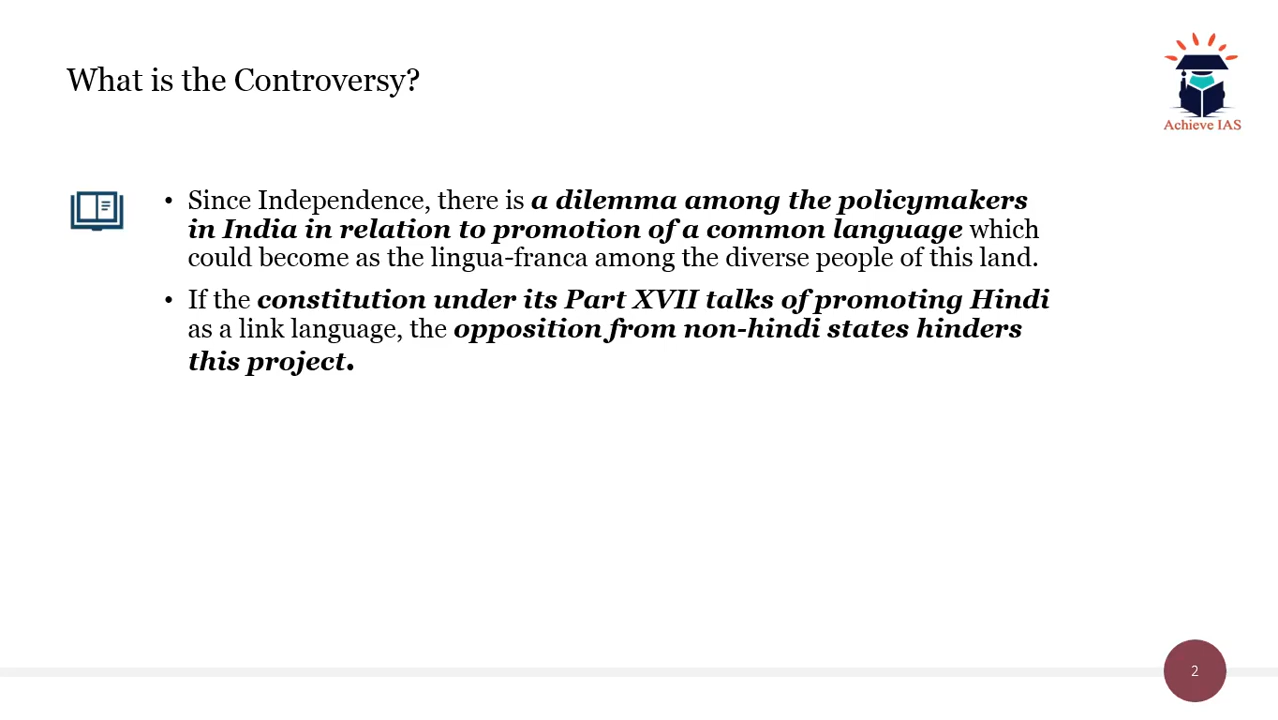 What is the Controversy?
Achieve IAS
• Since Independence, there is a dilemma among the policymakers
in India in relation to promotion of a common language which
could become as the lingua-franca among the diverse people of this land.
• If the constitution under its Part XVII talks of promoting Hindi
as a link language, the opposition from non-hindi states hinders
this project.
2